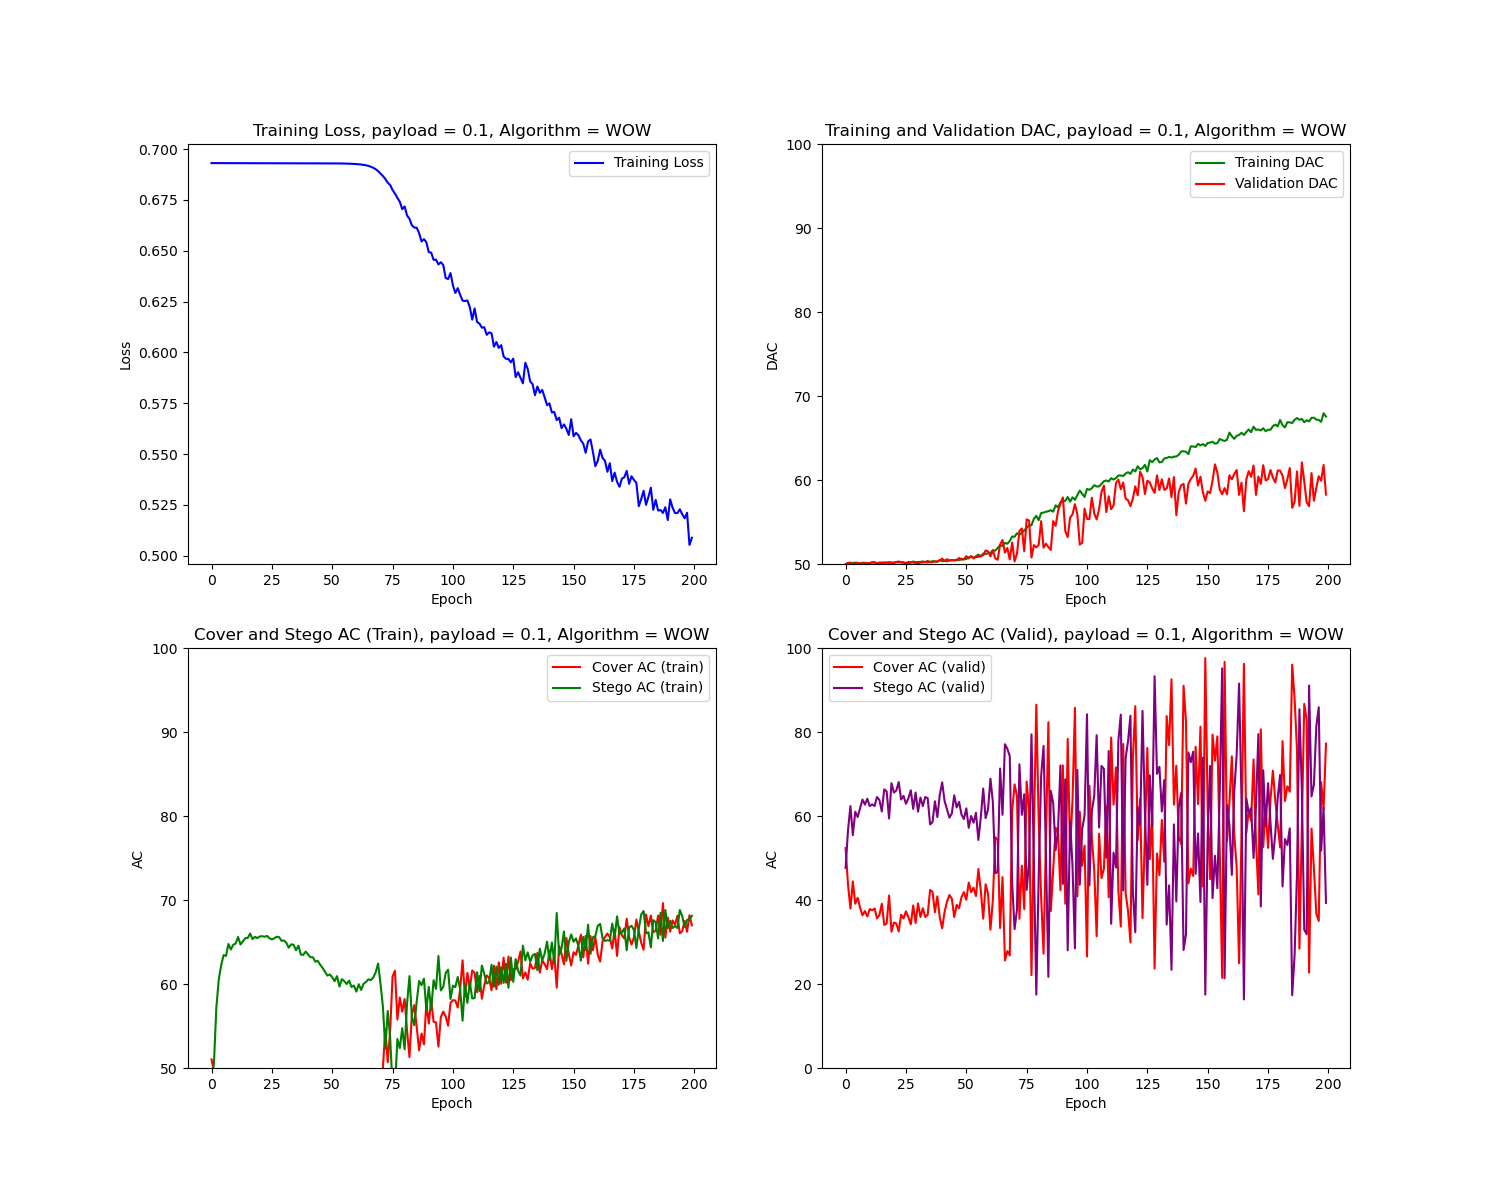 Training Loss, payload = 0.1, Algorithm = WOW
0.700
0.675
0.650
0.625
0.600
0.575
0.550
0.525
0.500
Loss
Training Loss
0 25 50 75 100 125 150 175 200
Epoch
Training and Validation DAC, payload = 0.1, Algorithm = WOW
100
90
80
70
60
50
DAC
Training DAC
Validation DAC
0 25 50 75 100 125 150 175 200
Epoch
Cover and Stego AC (Train), payload = 0.1, Algorithm = WOW
100
90
80
70
60
50
AC
Cover AC (train)
Stego AC (train)
0 25 50 75 100 125 150 175 200
Epoch
Cover and Stego AC (Valid), payload = 0.1, Algorithm = WOW
100
80
60
40
20
0
AC
Cover AC (valid)
Stego AC (valid)
0 25 50 75 100 125 150 175 200
Epoch